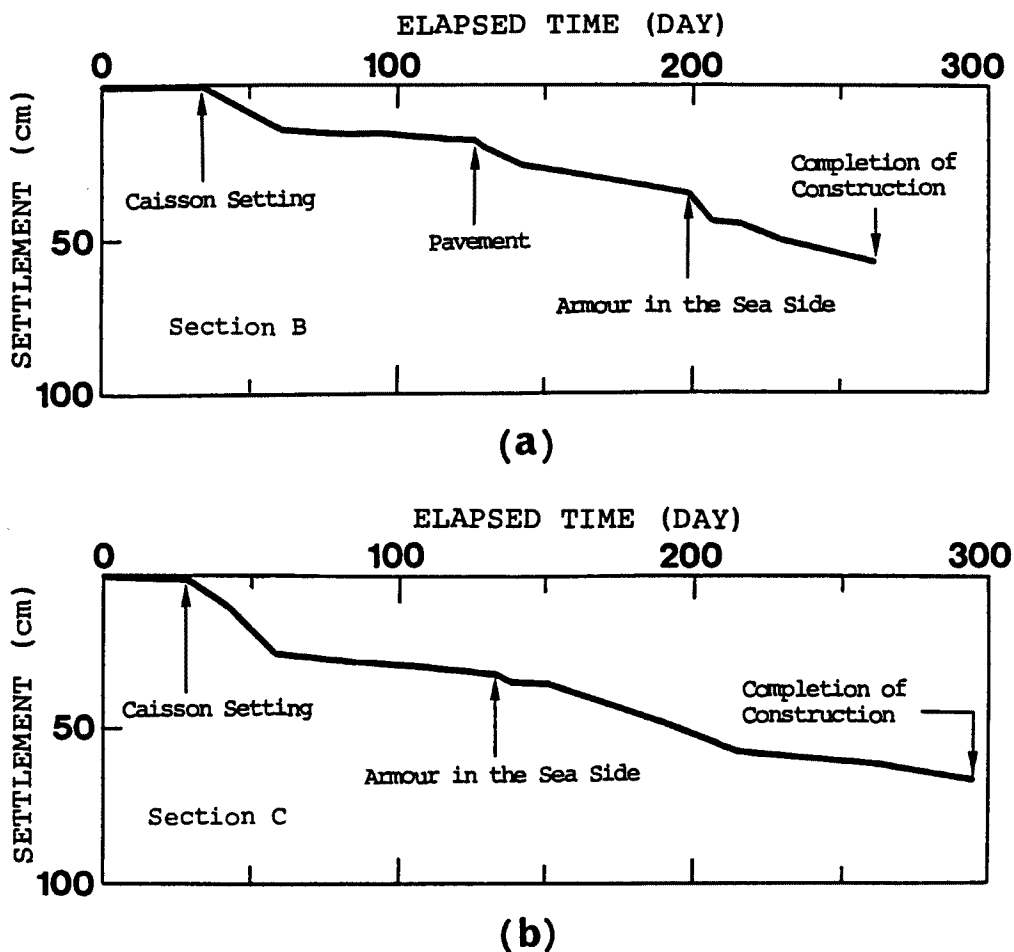 ELAPSED TIME (DAY)
0 100 200 300
SETTLEMENT (cm)
50
100
Caisson Setting
Pavement
Armour in the Sea Side
Completion of
Construction
Section B
(a)
ELAPSED TIME (DAY)
0 100 200 300
SETTLEMENT (cm)
50
100
Caisson Setting
Armour in the Sea Side
Completion of
Construction
Section C
(b)